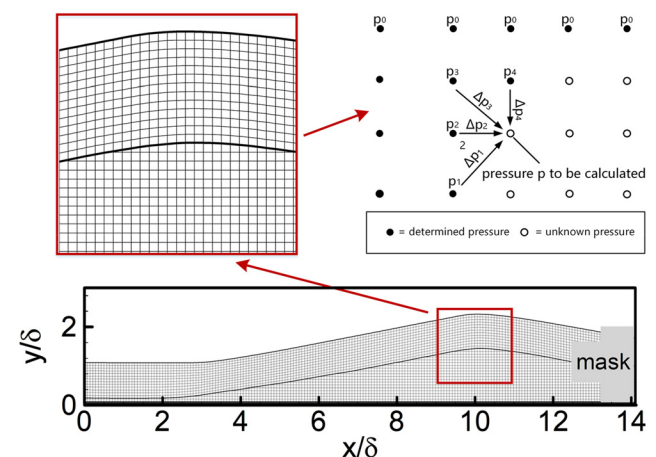 p0 p0 p0 p0 p0
p3 p4
Δp3 Δp4
p2 Δp2
2
Δp1
p1
pressure p to be calculated
● = determined pressure ○ = unknown pressure
y/δ
2
0
mask
0 2 4 6 8 10 12 14
x/δ